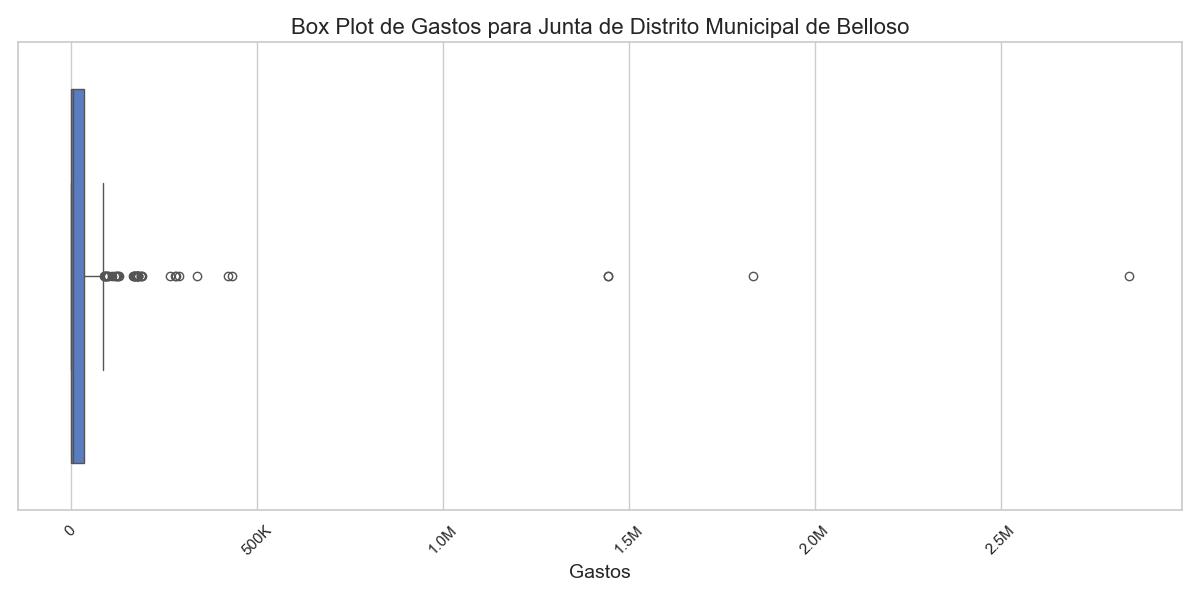 Box Plot de Gastos para Junta de Distrito Municipal de Belloso
0
500K
1.0M
1.5M
2.0M
2.5M
Gastos